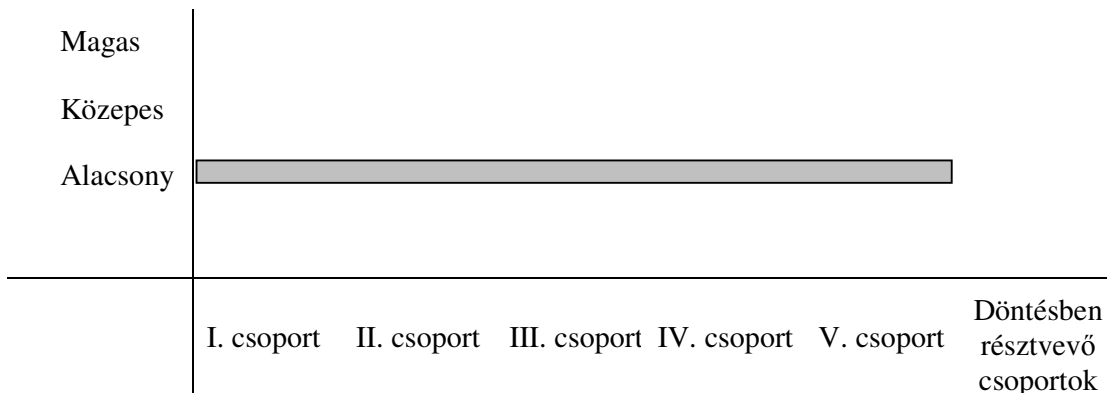 Magas
Közepes
Alacsony
I. csoport II. csoport III. csoport IV. csoport V. csoport
Döntésben
résztvevő
csoportok